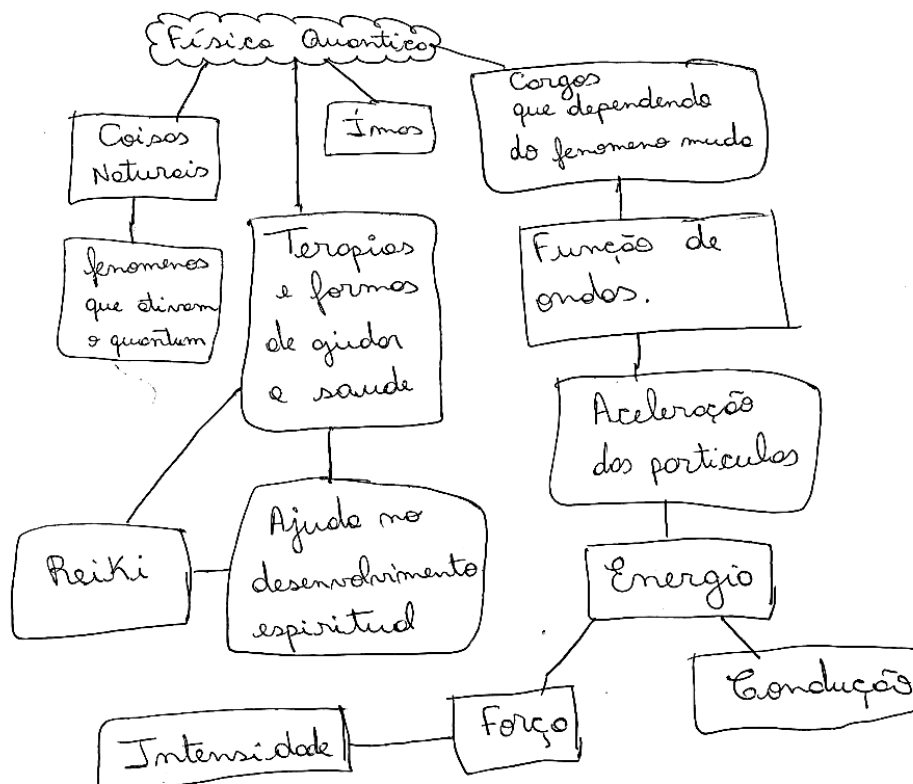 Física Quantica
Coisas
Naturais
fenomenos
que ativam
o quantum
Ímas
Terapias
e formas
de ajudar
a saude
Reiki
Ajuda no
desenvolvimento
espiritual
Cargas
que dependendo
do fenomeno muda
Função de
ondas.
Aceleração
das particulas
Energia
Força
Intensidade
Condução